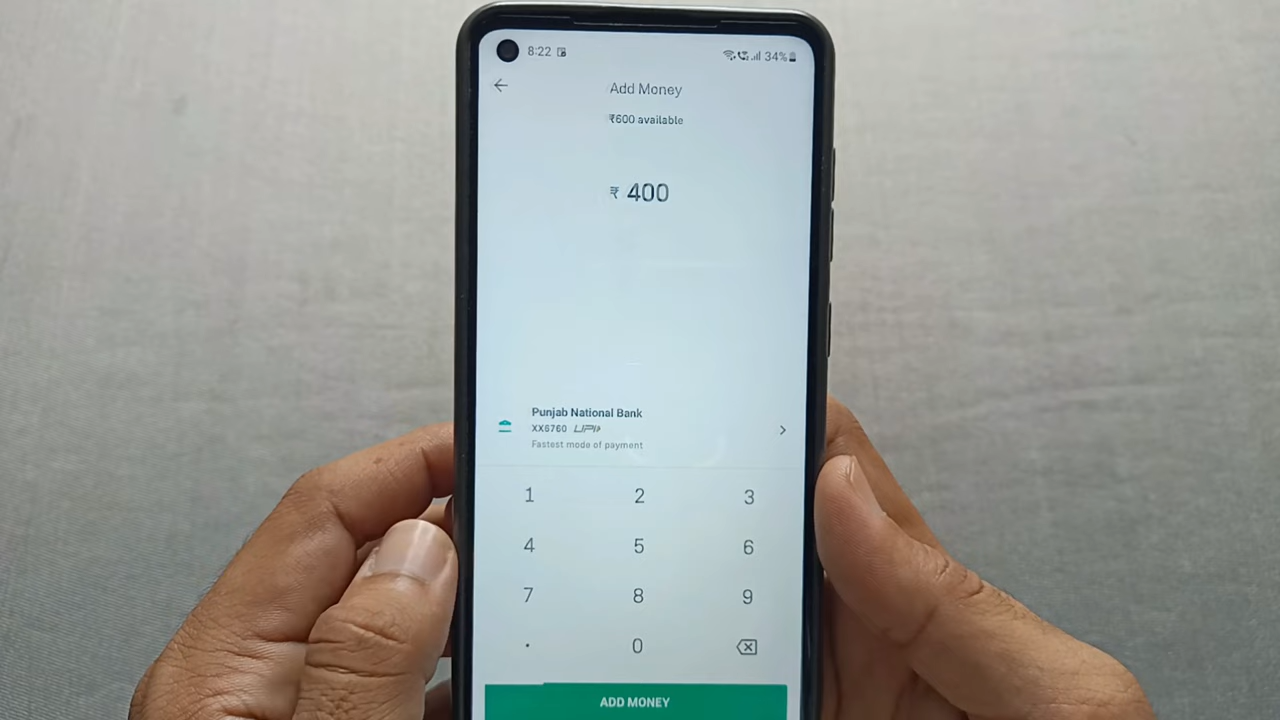 8:22
34%
Add Money
₹600 available
₹ 400
Punjab National Bank
XX6760 UPI
Fastest mode of payment
1 2 3
4 5 6
7 8 9
. 0
ADD MONEY